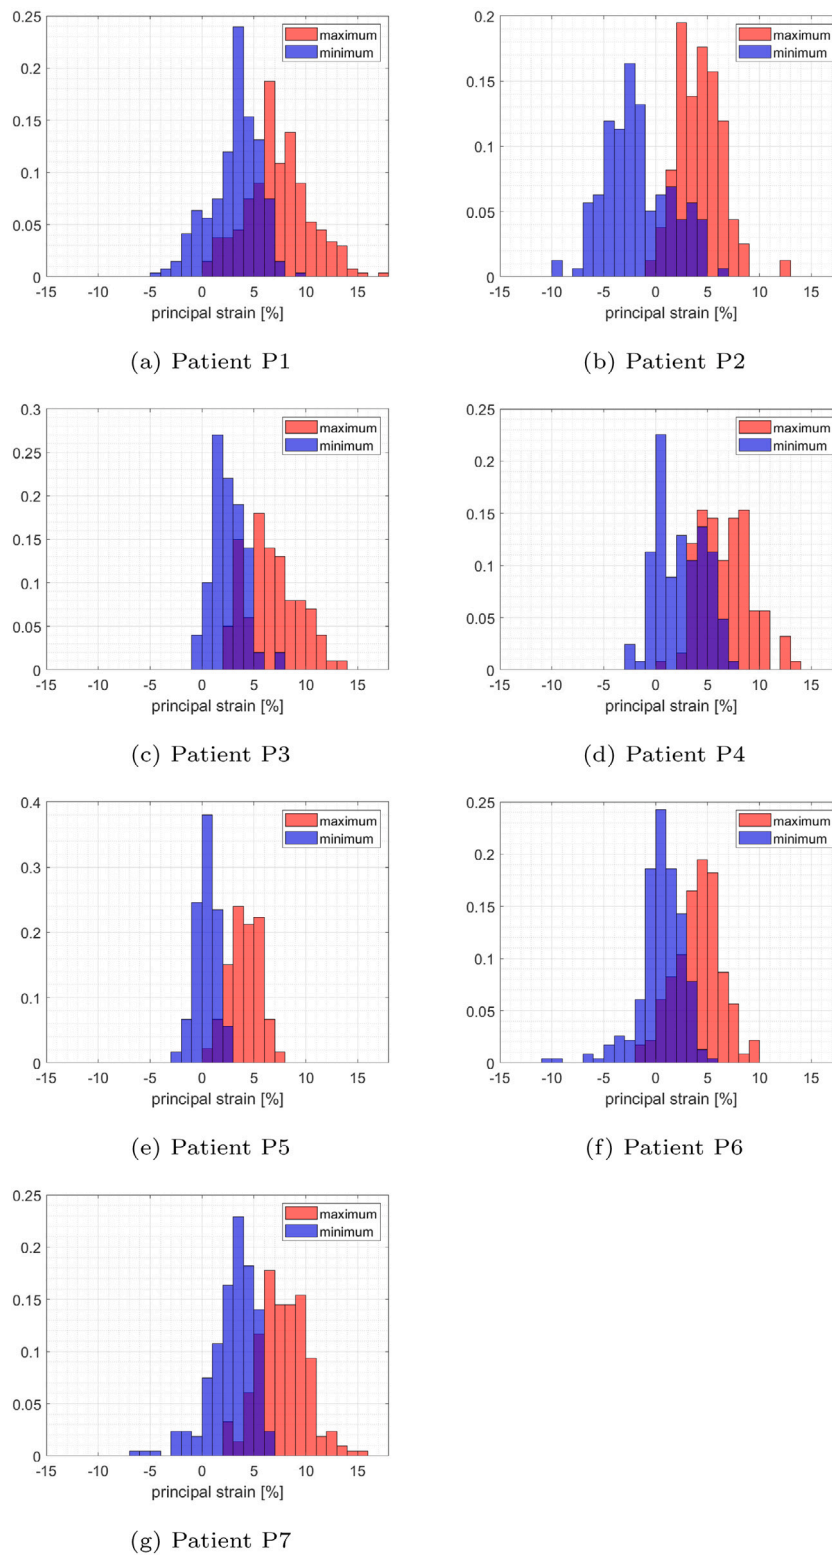 0.25
0.2
0.15
0.1
0.05
0
-15 -10 -5 0 5 10 15
principal strain [%]
maximum
minimum
(a) Patient P1
0.2
0.15
0.1
0.05
0
-15 -10 -5 0 5 10 15
principal strain [%]
maximum
minimum
(b) Patient P2
0.3
0.25
0.2
0.15
0.1
0.05
0
-15 -10 -5 0 5 10 15
principal strain [%]
maximum
minimum
(c) Patient P3
0.25
0.2
0.15
0.1
0.05
0
-15 -10 -5 0 5 10 15
principal strain [%]
maximum
minimum
(d) Patient P4
0.4
0.3
0.2
0.1
0
-15 -10 -5 0 5 10 15
principal strain [%]
maximum
minimum
(e) Patient P5
0.25
0.2
0.15
0.1
0.05
0
-15 -10 -5 0 5 10 15
principal strain [%]
maximum
minimum
(f) Patient P6
0.25
0.2
0.15
0.1
0.05
0
-15 -10 -5 0 5 10 15
principal strain [%]
maximum
minimum
(g) Patient P7